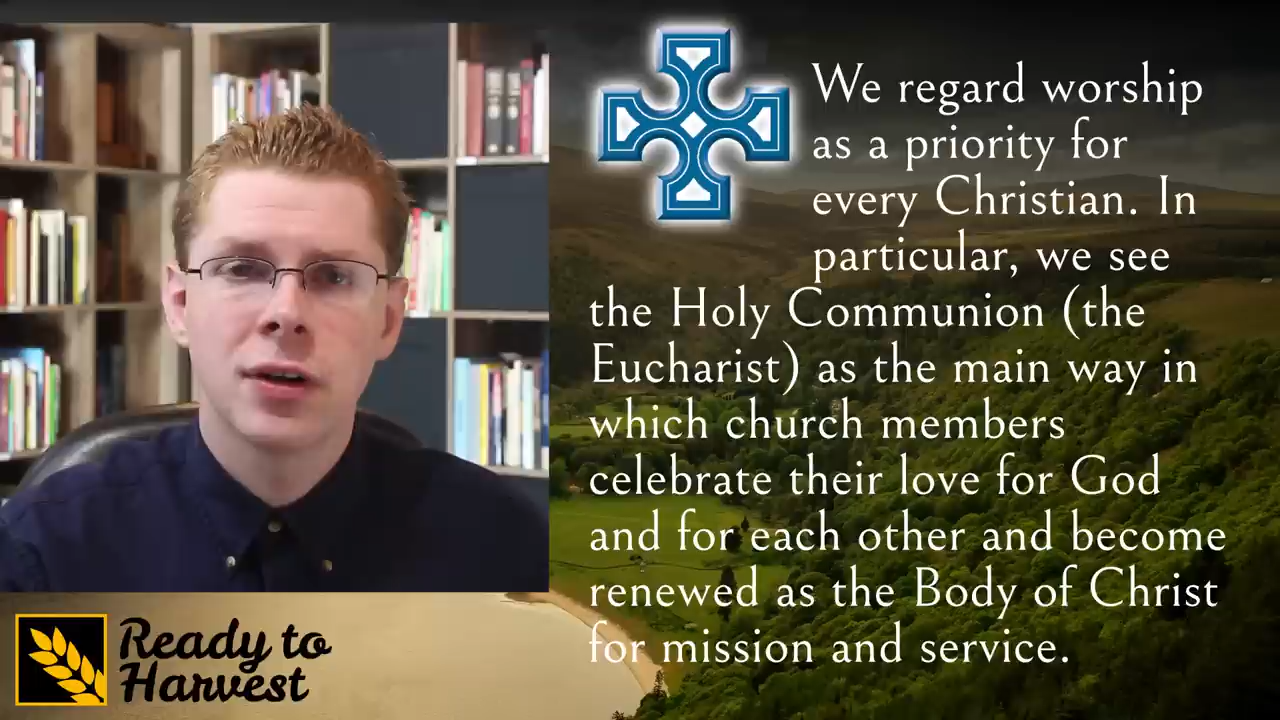 We regard worship
as a priority for
every Christian. In
particular, we see
the Holy Communion (the
Eucharist) as the main way in
which church members
celebrate their love for God
and for each other and become
renewed as the Body of Christ
for mission and service.
Ready to
Harvest